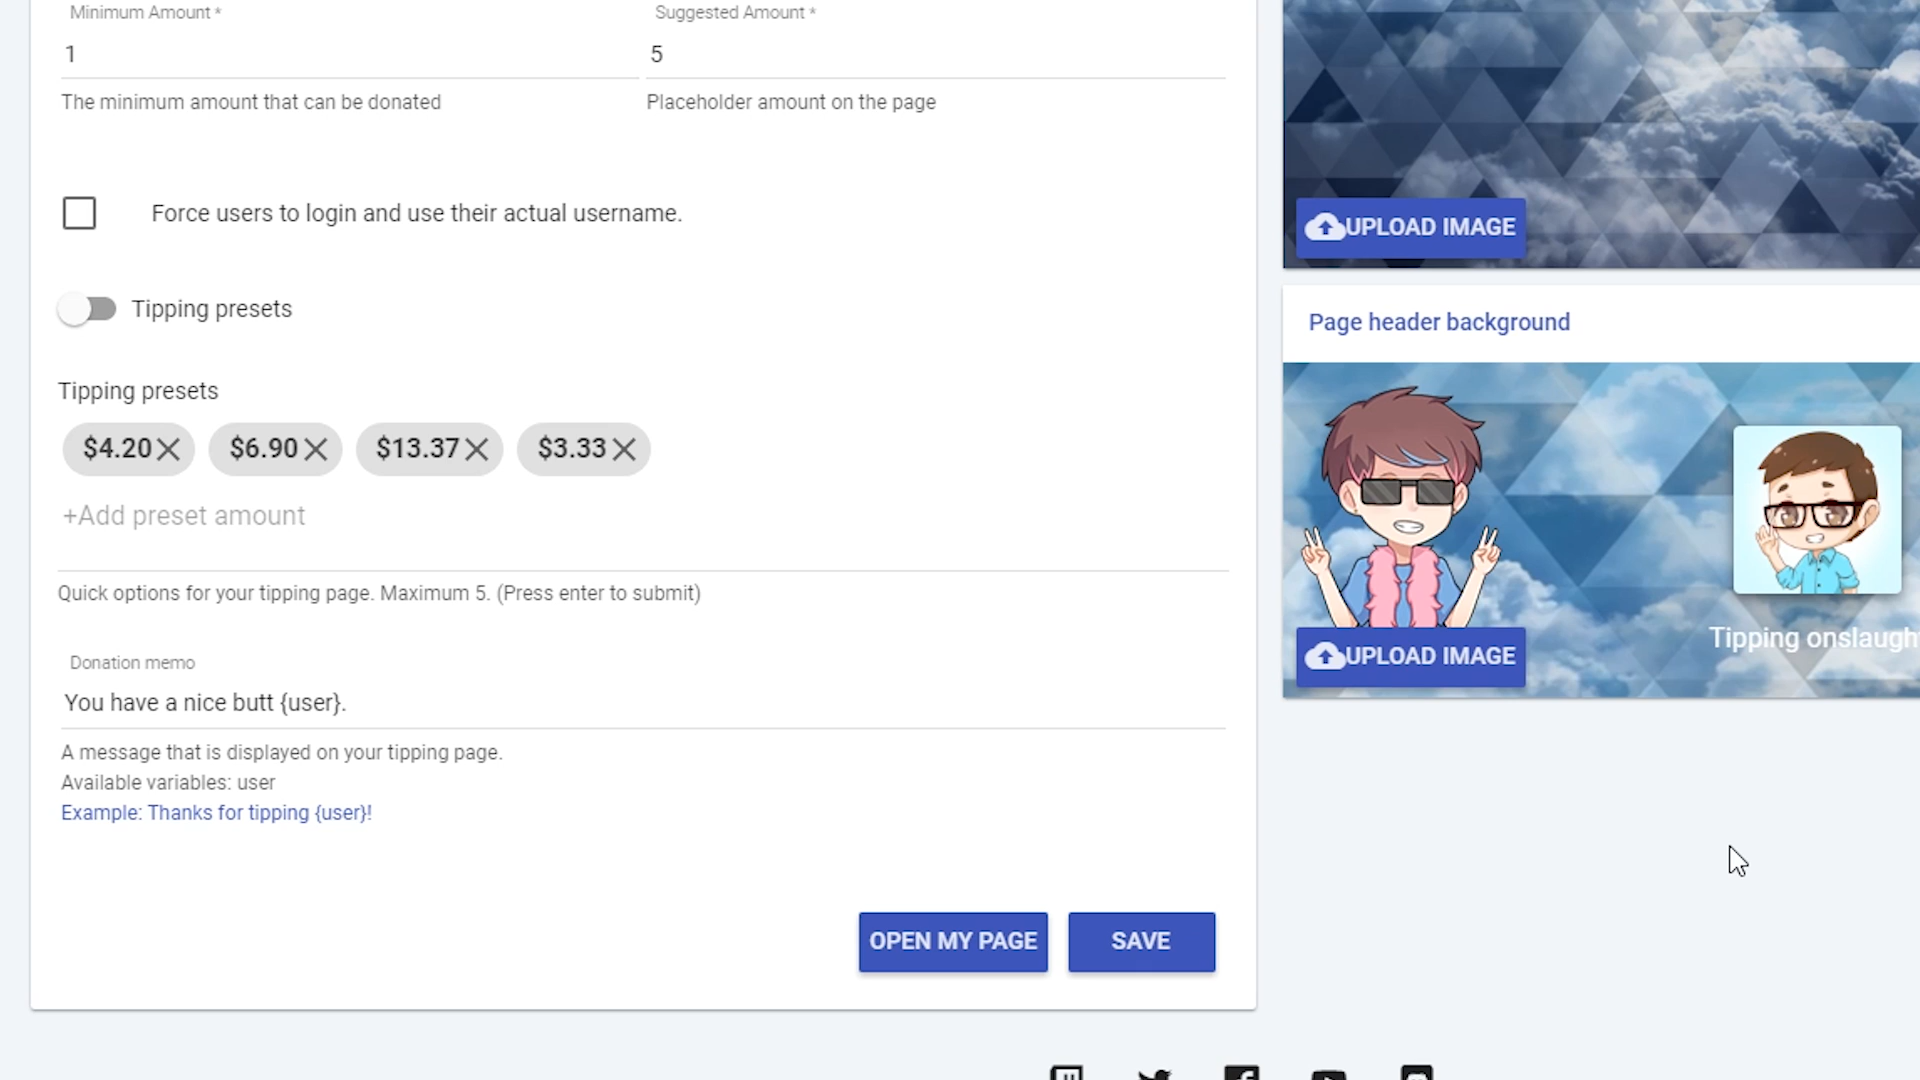 Minimum Amount *
Suggested Amount *
1
5
The minimum amount that can be donated
Placeholder amount on the page
Force users to login and use their actual username.
UPLOAD IMAGE
Tipping presets
Page header background
Tipping presets
$4.20 $6.90 $13.37 $3.33
+Add preset amount
Quick options for your tipping page. Maximum 5. (Press enter to submit)
Tipping onslaugh
UPLOAD IMAGE
Donation memo
You have a nice butt {user}.
A message that is displayed on your tipping page.
Available variables: user
Example: Thanks for tipping {user}!
OPEN MY PAGE
SAVE